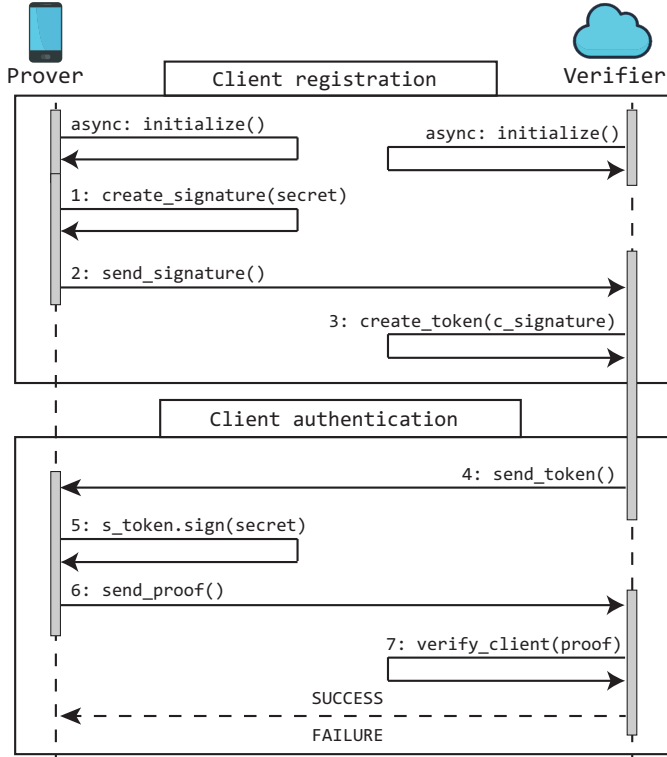 Prover
Client registration
Verifier
async: initialize()
async: initialize()
1: create_signature(secret)
2: send_signature()
3: create_token(c_signature)
Client authentication
4: send_token()
5: s_token.sign(secret)
6: send_proof()
7: verify_client(proof)
SUCCESS
FAILURE